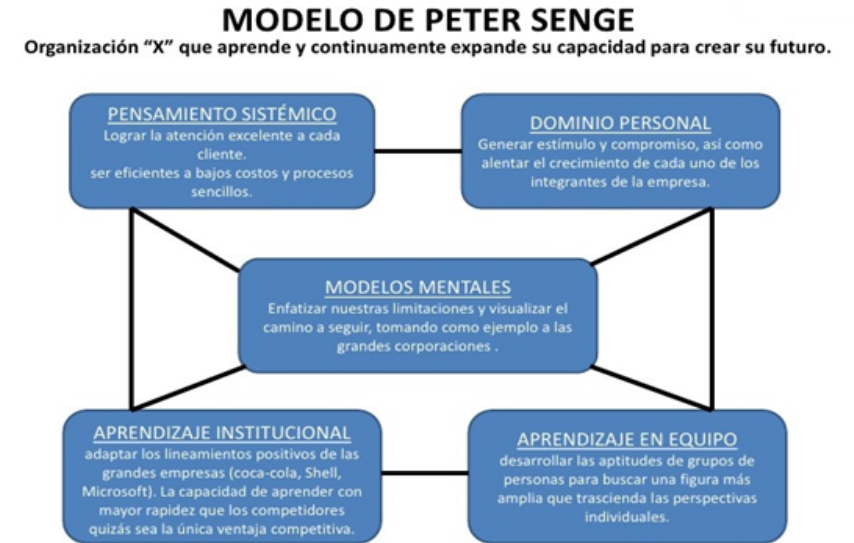 MODELO DE PETER SENGE
Organización “X” que aprende y continuamente expande su capacidad para crear su futuro.
PENSAMIENTO SISTÉMICO
Lograr la atención excelente a cada
cliente.
ser eficientes a bajos costos y procesos
sencillos.
DOMINIO PERSONAL
Generar estímulo y compromiso, así como
alentar el crecimiento de cada uno de los
integrantes de la empresa.
MODELOS MENTALES
Enfatizar nuestras limitaciones y visualizar el
camino a seguir, tomando como ejemplo a las
grandes corporaciones .
APRENDIZAJE INSTITUCIONAL
adaptar los lineamientos positivos de las
grandes empresas (coca-cola, Shell,
Microsoft). La capacidad de aprender con
mayor rapidez que los competidores
quizás sea la única ventaja competitiva.
APRENDIZAJE EN EQUIPO
desarrollar las aptitudes de grupos de
personas para buscar una figura más
amplia que trascienda las perspectivas
individuales.